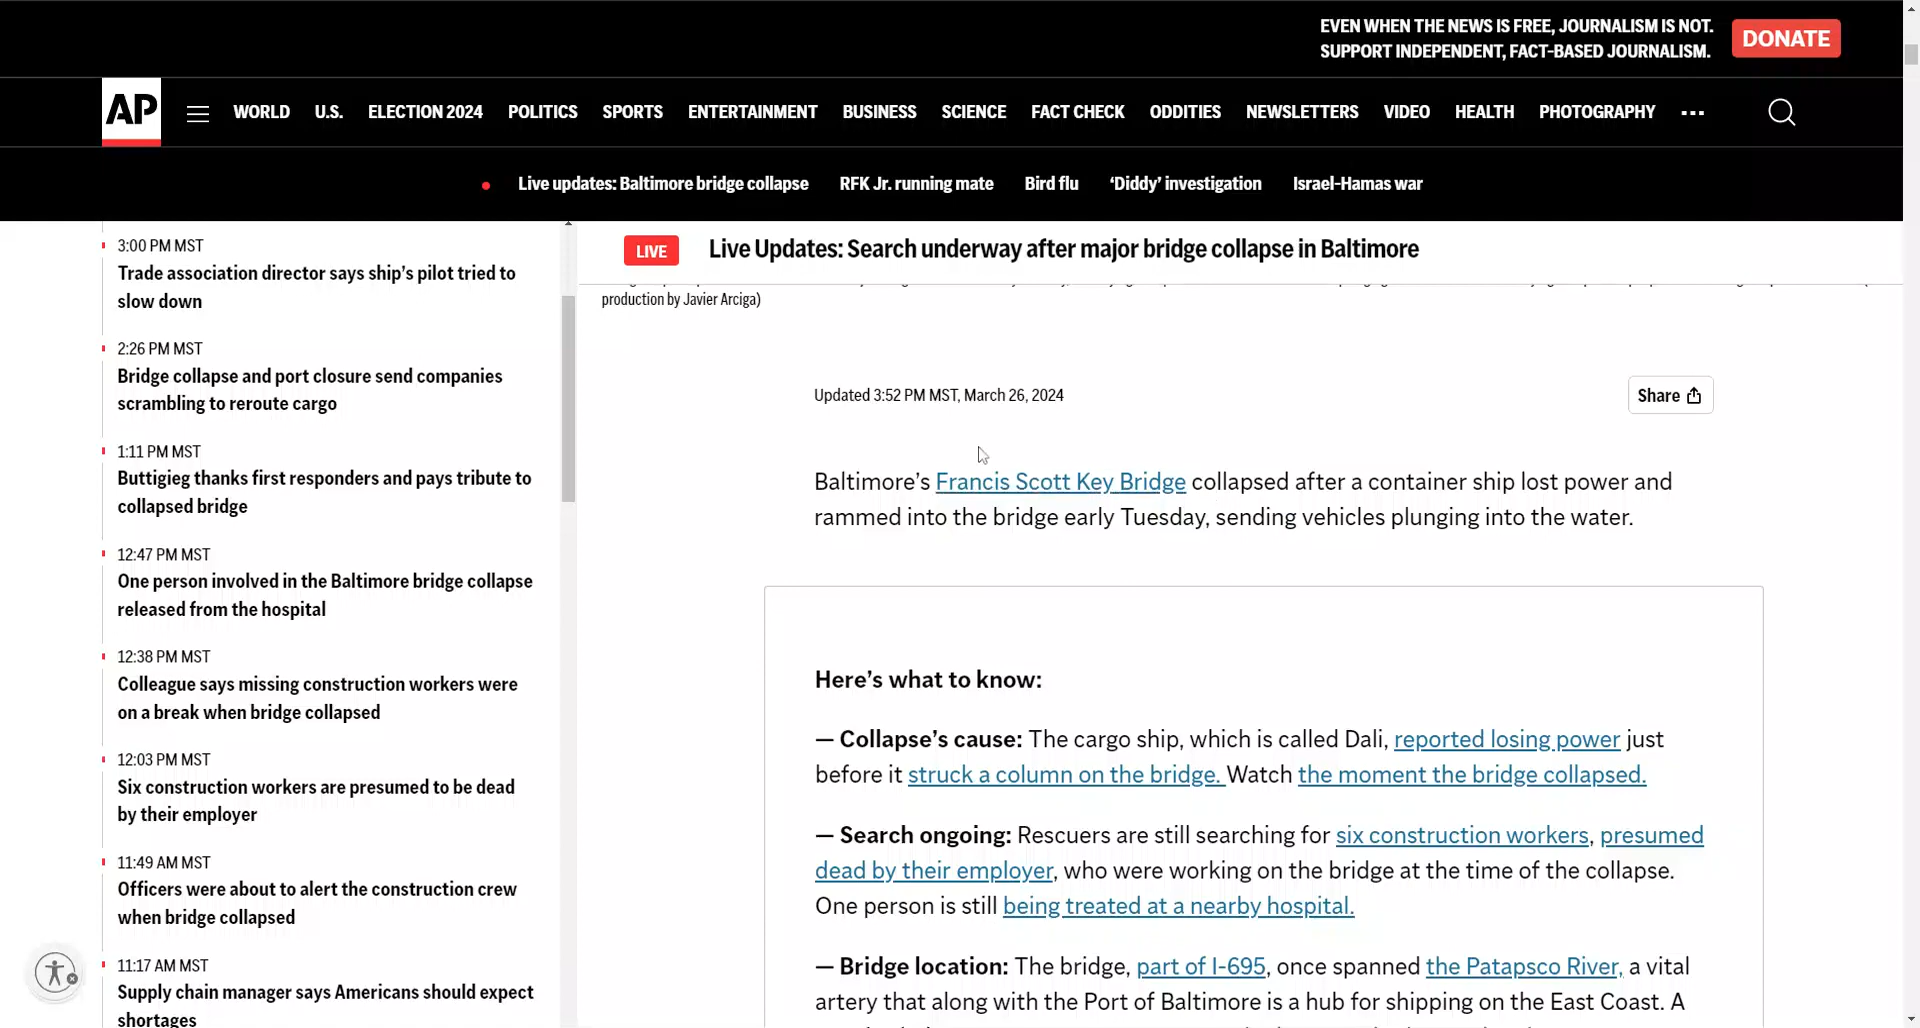 EVEN WHEN THE NEWS IS FREE, JOURNALISM IS NOT.
SUPPORT INDEPENDENT, FACT-BASED JOURNALISM.
DONATE
AP
WORLD U.S. ELECTION 2024 POLITICS SPORTS ENTERTAINMENT BUSINESS SCIENCE FACT CHECK ODDITIES NEWSLETTERS VIDEO HEALTH PHOTOGRAPHY ...
Live updates: Baltimore bridge collapse RFK Jr. running mate Bird flu ‘Diddy’ investigation Israel-Hamas war
3:00 PM MST
Trade association director says ship’s pilot tried to
slow down
2:26 PM MST
Bridge collapse and port closure send companies
scrambling to reroute cargo
1:11 PM MST
Buttigieg thanks first responders and pays tribute to
collapsed bridge
12:47 PM MST
One person involved in the Baltimore bridge collapse
released from the hospital
12:38 PM MST
Colleague says missing construction workers were
on a break when bridge collapsed
12:03 PM MST
Six construction workers are presumed to be dead
by their employer
11:49 AM MST
Officers were about to alert the construction crew
when bridge collapsed
11:17 AM MST
Supply chain manager says Americans should expect
shortages
LIVE
Live Updates: Search underway after major bridge collapse in Baltimore
production by Javier Arciga)
Updated 3:52 PM MST, March 26, 2024
Share
Baltimore’s Francis Scott Key Bridge collapsed after a container ship lost power and
rammed into the bridge early Tuesday, sending vehicles plunging into the water.
Here’s what to know:
— Collapse’s cause: The cargo ship, which is called Dali, reported losing power just
before it struck a column on the bridge. Watch the moment the bridge collapsed.
— Search ongoing: Rescuers are still searching for six construction workers, presumed
dead by their employer, who were working on the bridge at the time of the collapse.
One person is still being treated at a nearby hospital.
— Bridge location: The bridge, part of I-695, once spanned the Patapsco River, a vital
artery that along with the Port of Baltimore is a hub for shipping on the East Coast. A